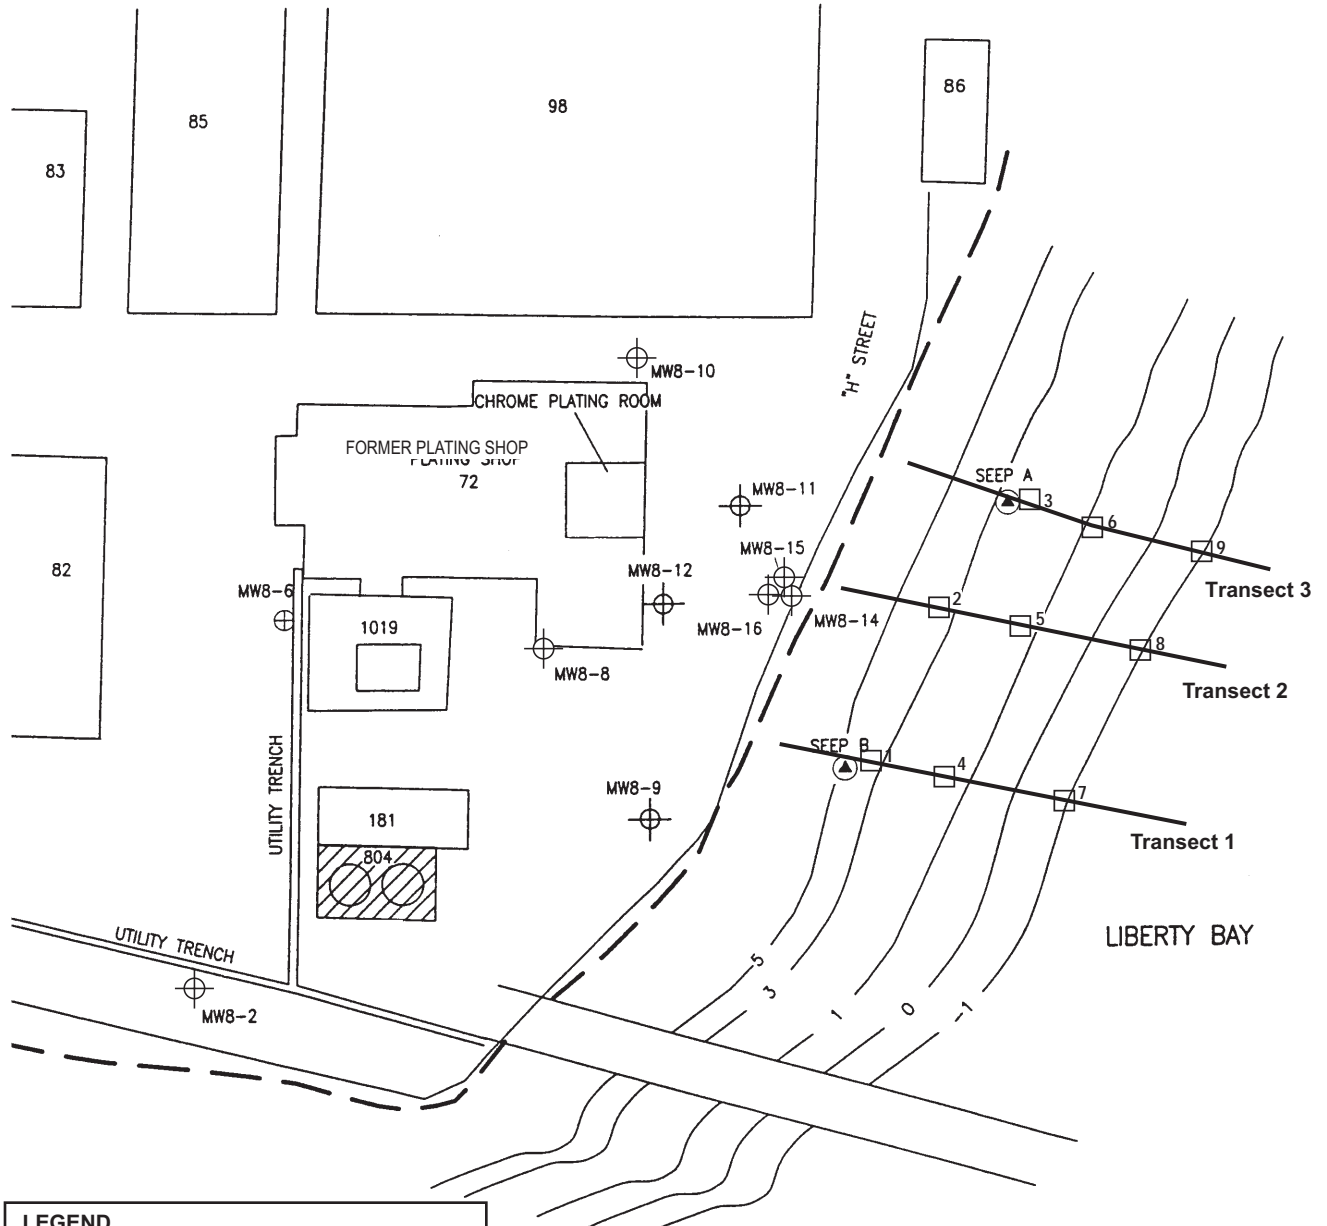 86
98
85
83
"H" STREET
MW8-10
CHROME PLATING ROOM
FORMER PLATING SHOP
PLATING SHOP
72
SEEP A
3
MW8-11
6
MW8-15
9
82
MW8-12
MW8-6
Transect 3
2
1019
MW8-16
MW8-14
5
8
MW8-8
Transect 2
UTILITY TRENCH
SEEP B
1
4
MW8-9
7
181
Transect 1
804
LIBERTY BAY
UTILITY TRENCH
5
3
1
0
-1
MW8-2
LEGEND